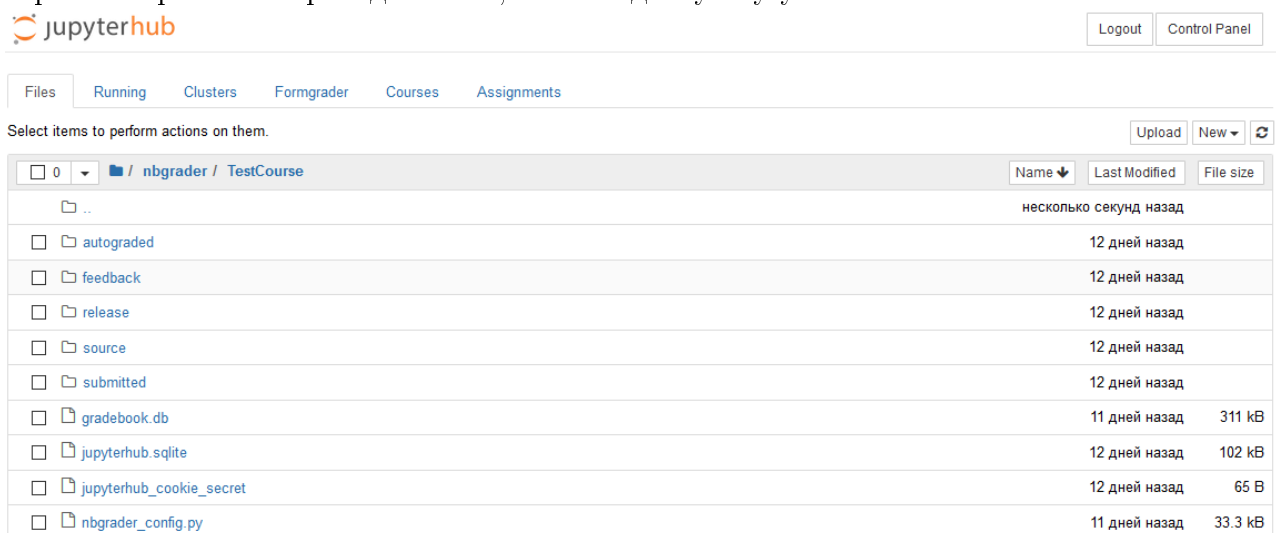 jupyterhub
Logout Control Panel
Files Running Clusters Formgrader Courses Assignments
Select items to perform actions on them.
Upload New
0 / nbgrader / TestCourse Name Last Modified File size
.. несколько секунд назад
autograded 12 дней назад
feedback 12 дней назад
release 12 дней назад
source 12 дней назад
submitted 12 дней назад
gradebook.db 11 дней назад 311 kB
jupyterhub.sqlite 12 дней назад 102 kB
jupyterhub_cookie_secret 12 дней назад 65 B
nbgrader_config.py 11 дней назад 33.3 kB